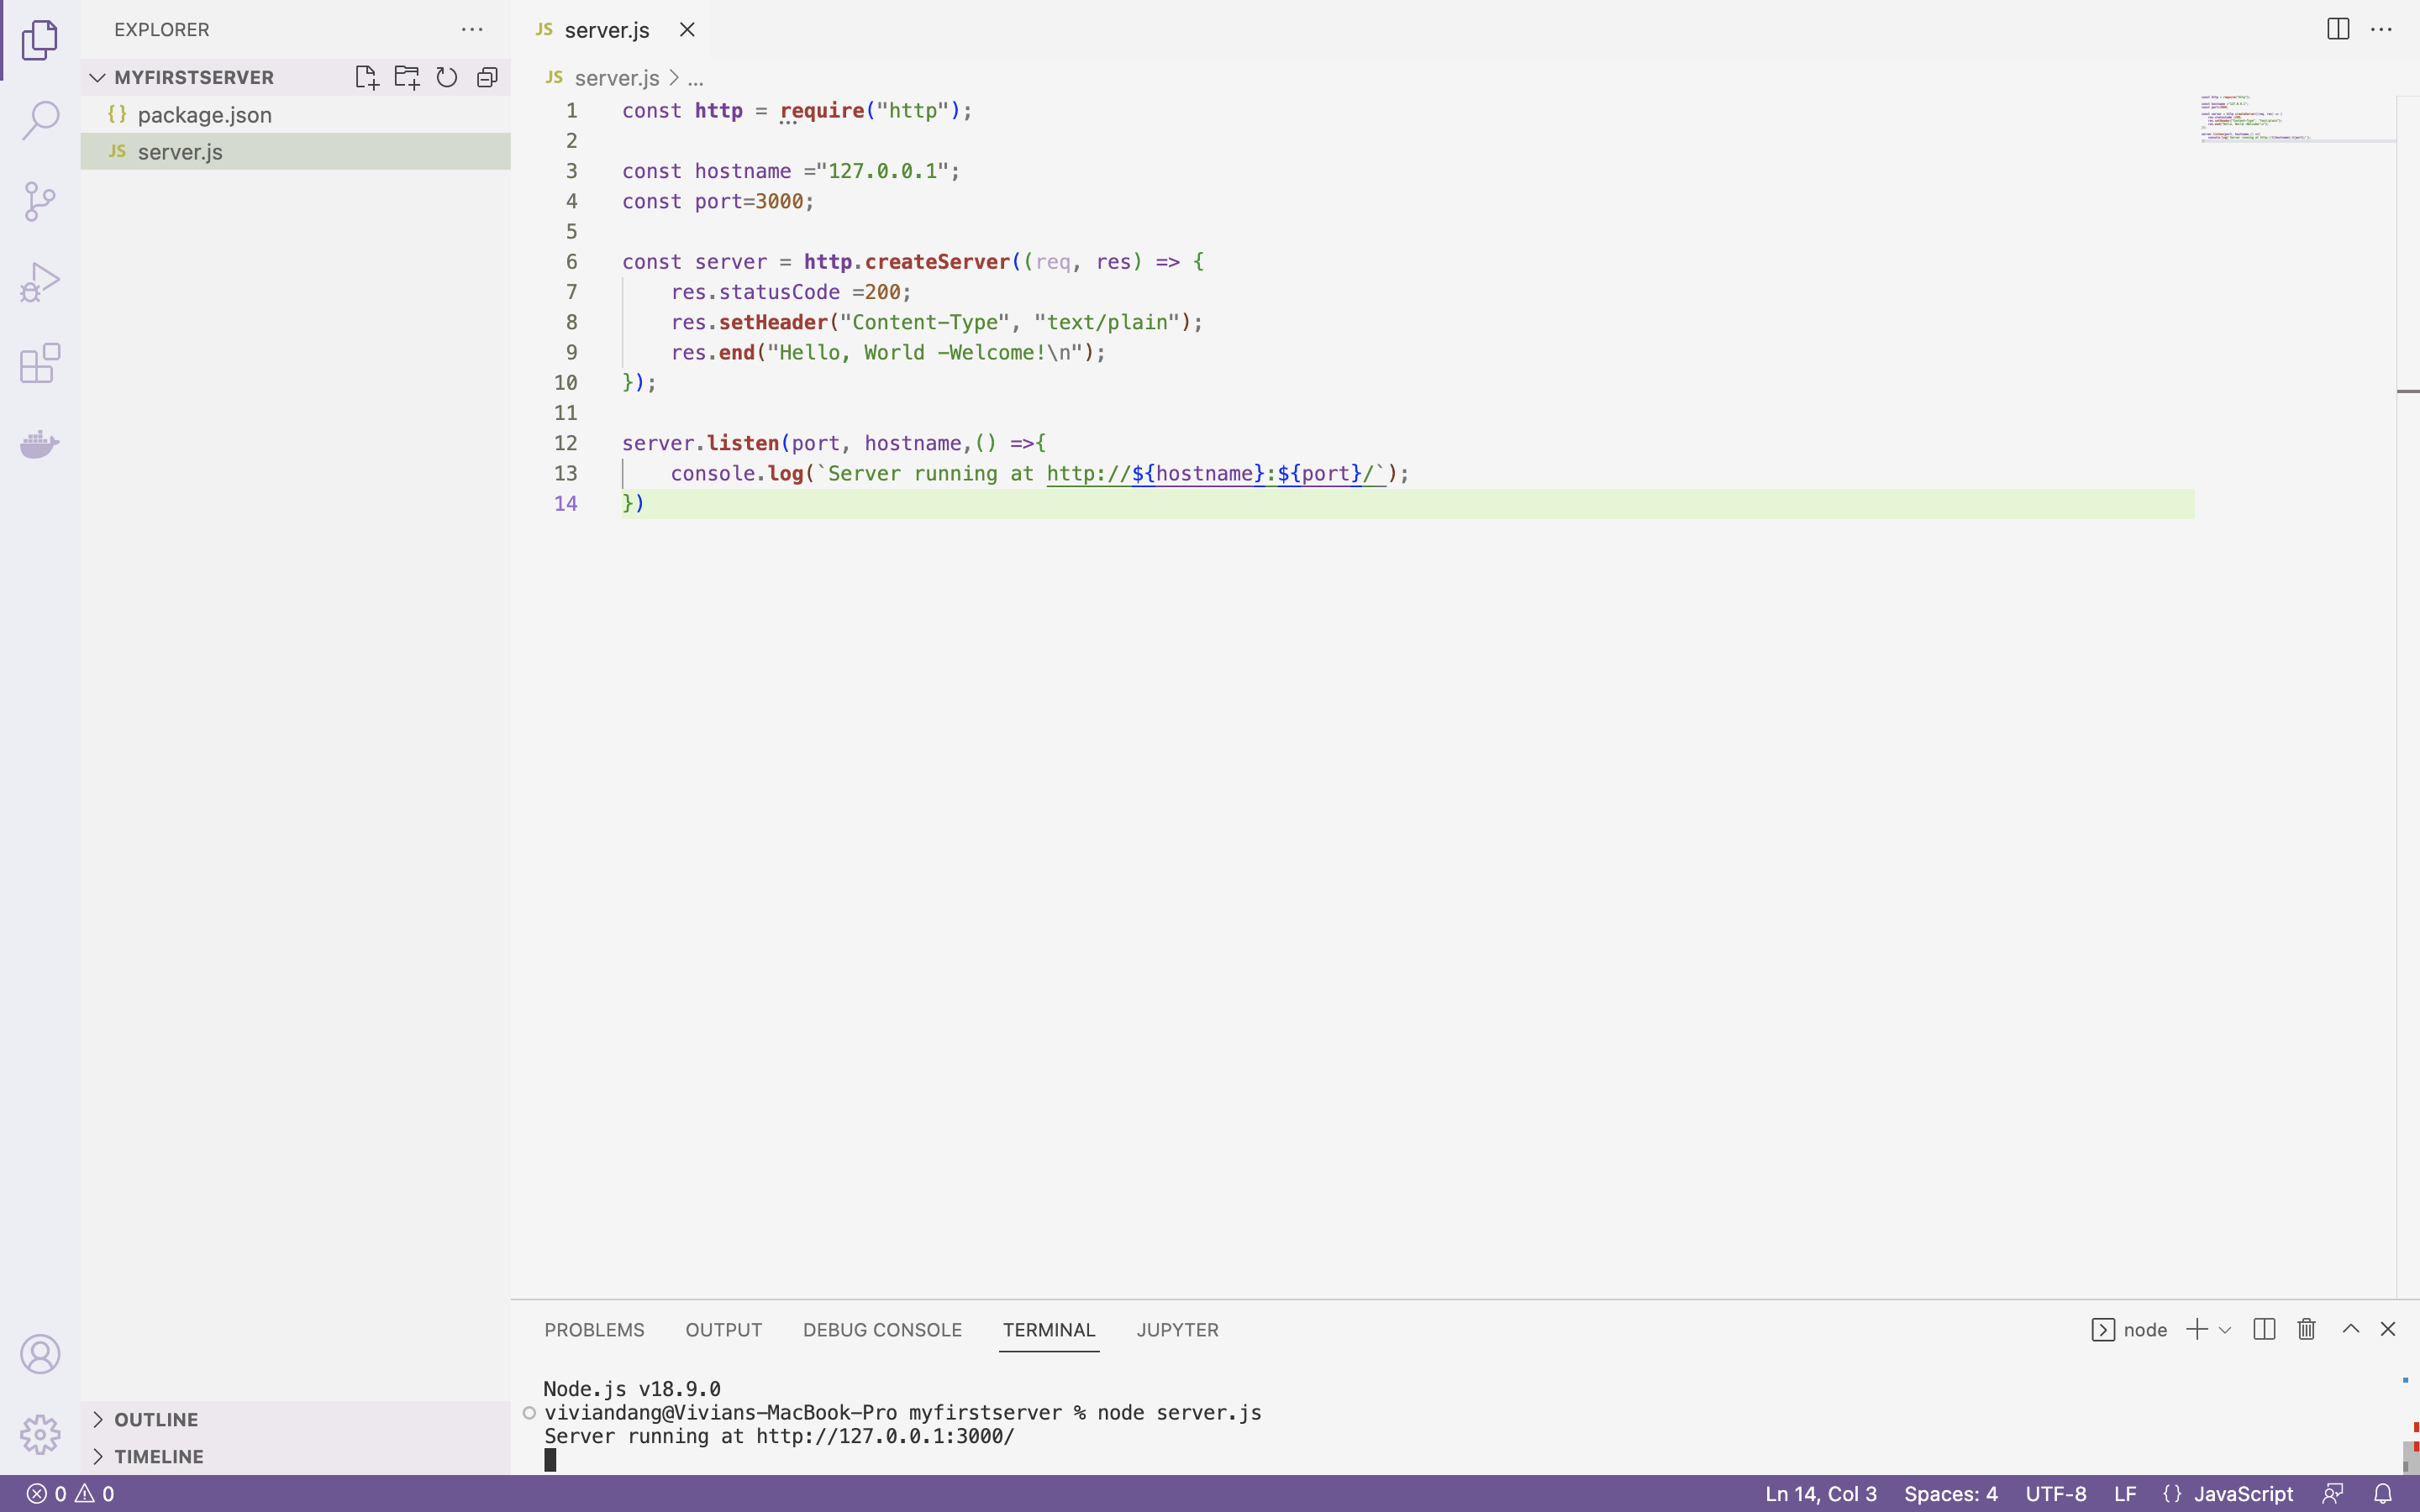 EXPLORER
MYFIRSTSERVER
{} package.json
JS server.js
JS server.js
JS server.js > ...
1 const http = require("http");
2
3 const hostname ="127.0.0.1";
4 const port=3000;
5
6 const server = http.createServer((req, res) => {
7     res.statusCode =200;
8     res.setHeader("Content-Type", "text/plain");
9     res.end("Hello, World -Welcome!\n");
10 });
11
12 server.listen(port, hostname,() =>{
13     console.log(`Server running at http://${hostname}:${port}/`);
14 })
PROBLEMS OUTPUT DEBUG CONSOLE TERMINAL JUPYTER node
Node.js v18.9.0
viviandang@Vivians-MacBook-Pro myfirstserver % node server.js
Server running at http://127.0.0.1:3000/
OUTLINE
TIMELINE
0 0 Ln 14, Col 3 Spaces: 4 UTF-8 LF {} JavaScript